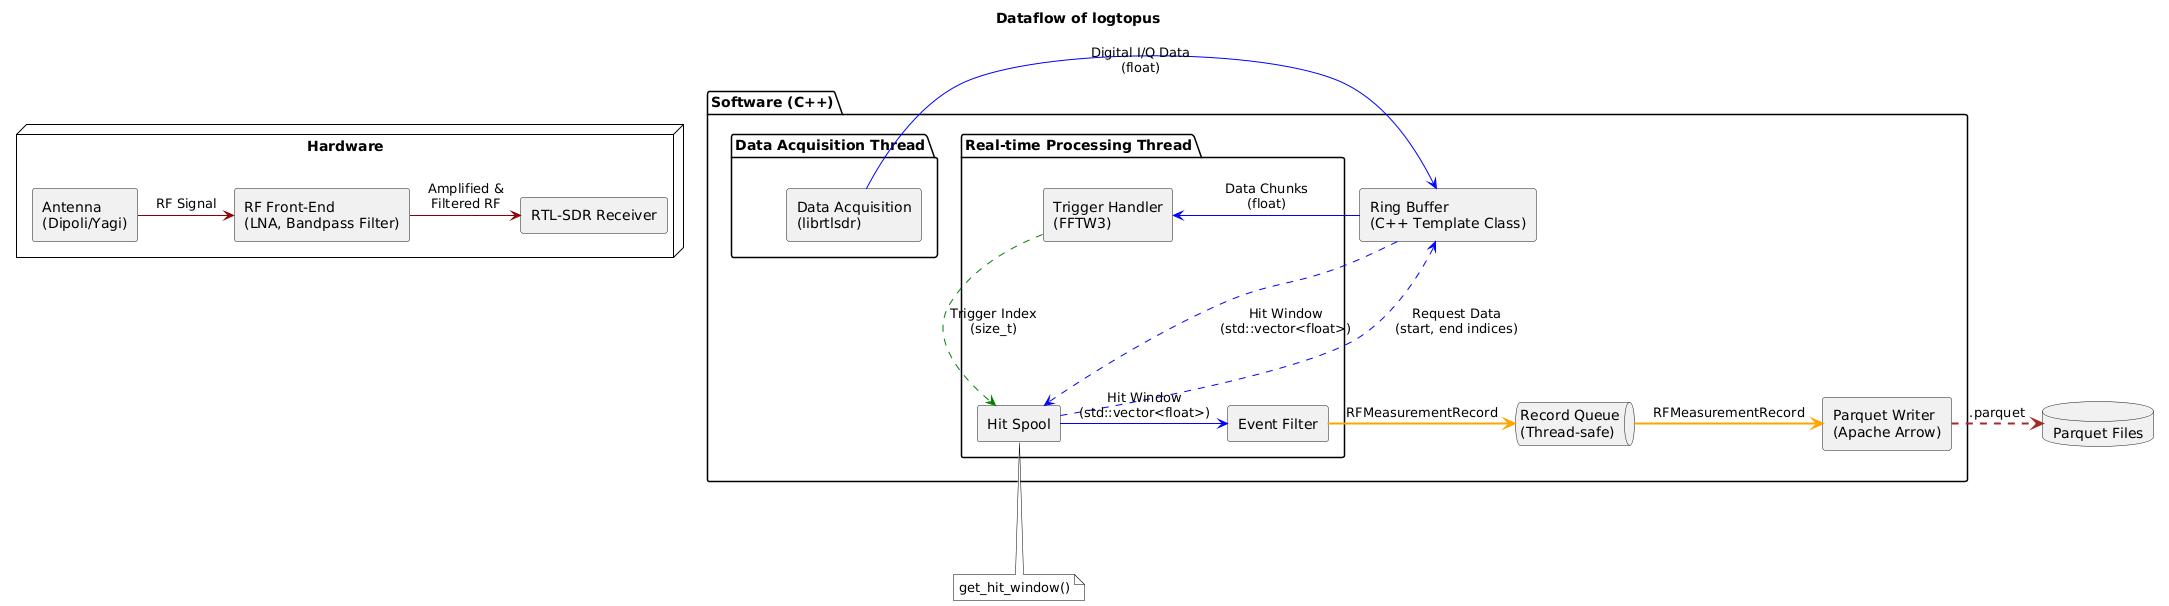 Dataflow of logtopus
Digital I/Q Data
(float)
Software (C++)
Hardware
Data Acquisition Thread
Real-time Processing Thread
Antenna
(Dipoli/Yagi)
RF Signal
RF Front-End
(LNA, Bandpass Filter)
Amplified &
Filtered RF
RTL-SDR Receiver
Data Acquisition
(librtlsdr)
Trigger Handler
(FFTW3)
Data Chunks
(float)
Ring Buffer
(C++ Template Class)
Trigger Index
(size_t)
Hit Window
(std::vector<float>)
Request Data
(start, end indices)
Hit Spool
Hit Window
(std::vector<float>)
Event Filter
RFMeasurementRecord
Record Queue
(Thread-safe)
RFMeasurementRecord
Parquet Writer
(Apache Arrow)
.parquet
Parquet Files
get_hit_window()